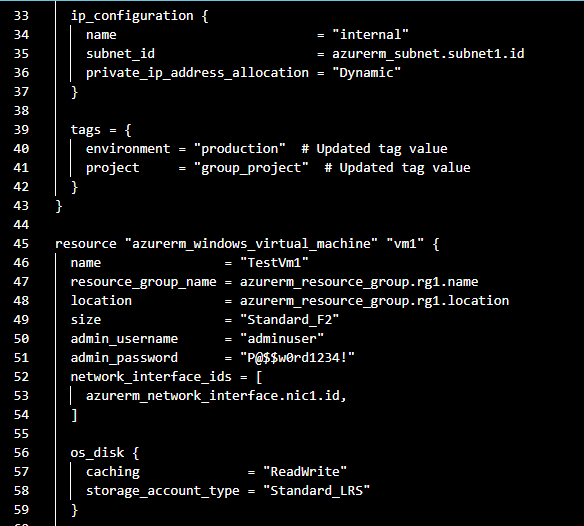 33 ip_configuration {
34 name = "internal"
35 subnet_id = azurerm_subnet.subnet1.id
36 private_ip_address_allocation = "Dynamic"
37 }
38
39 tags = {
40 environment = "production" # Updated tag value
41 project = "group_project" # Updated tag value
42 }
43 }
44
45 resource "azurerm_windows_virtual_machine" "vm1" {
46 name = "TestVm1"
47 resource_group_name = azurerm_resource_group.rg1.name
48 location = azurerm_resource_group.rg1.location
49 size = "Standard_F2"
50 admin_username = "adminuser"
51 admin_password = "P@$$w0rd1234!"
52 network_interface_ids = [
53 azurerm_network_interface.nic1.id,
54 ]
55
56 os_disk {
57 caching = "ReadWrite"
58 storage_account_type = "Standard_LRS"
59 }